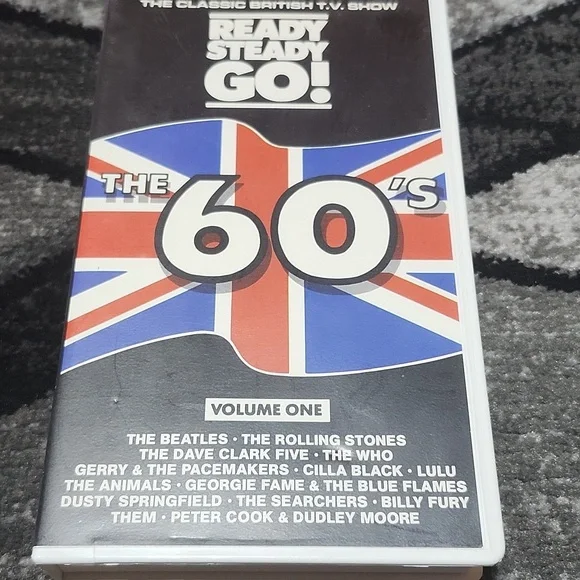 THE CLASSIC BRITISH T.V. SHOW
READY
STEADY
GO!
THE 60'S
VOLUME ONE
THE BEATLES · THE ROLLING STONES
THE DAVE CLARK FIVE · THE WHO
GERRY & THE PACEMAKERS · CILLA BLACK · LULU
THE ANIMALS · GEORGIE FAME & THE BLUE FLAMES
DUSTY SPRINGFIELD · THE SEARCHERS · BILLY FURY
THEM · PETER COOK & DUDLEY MOORE